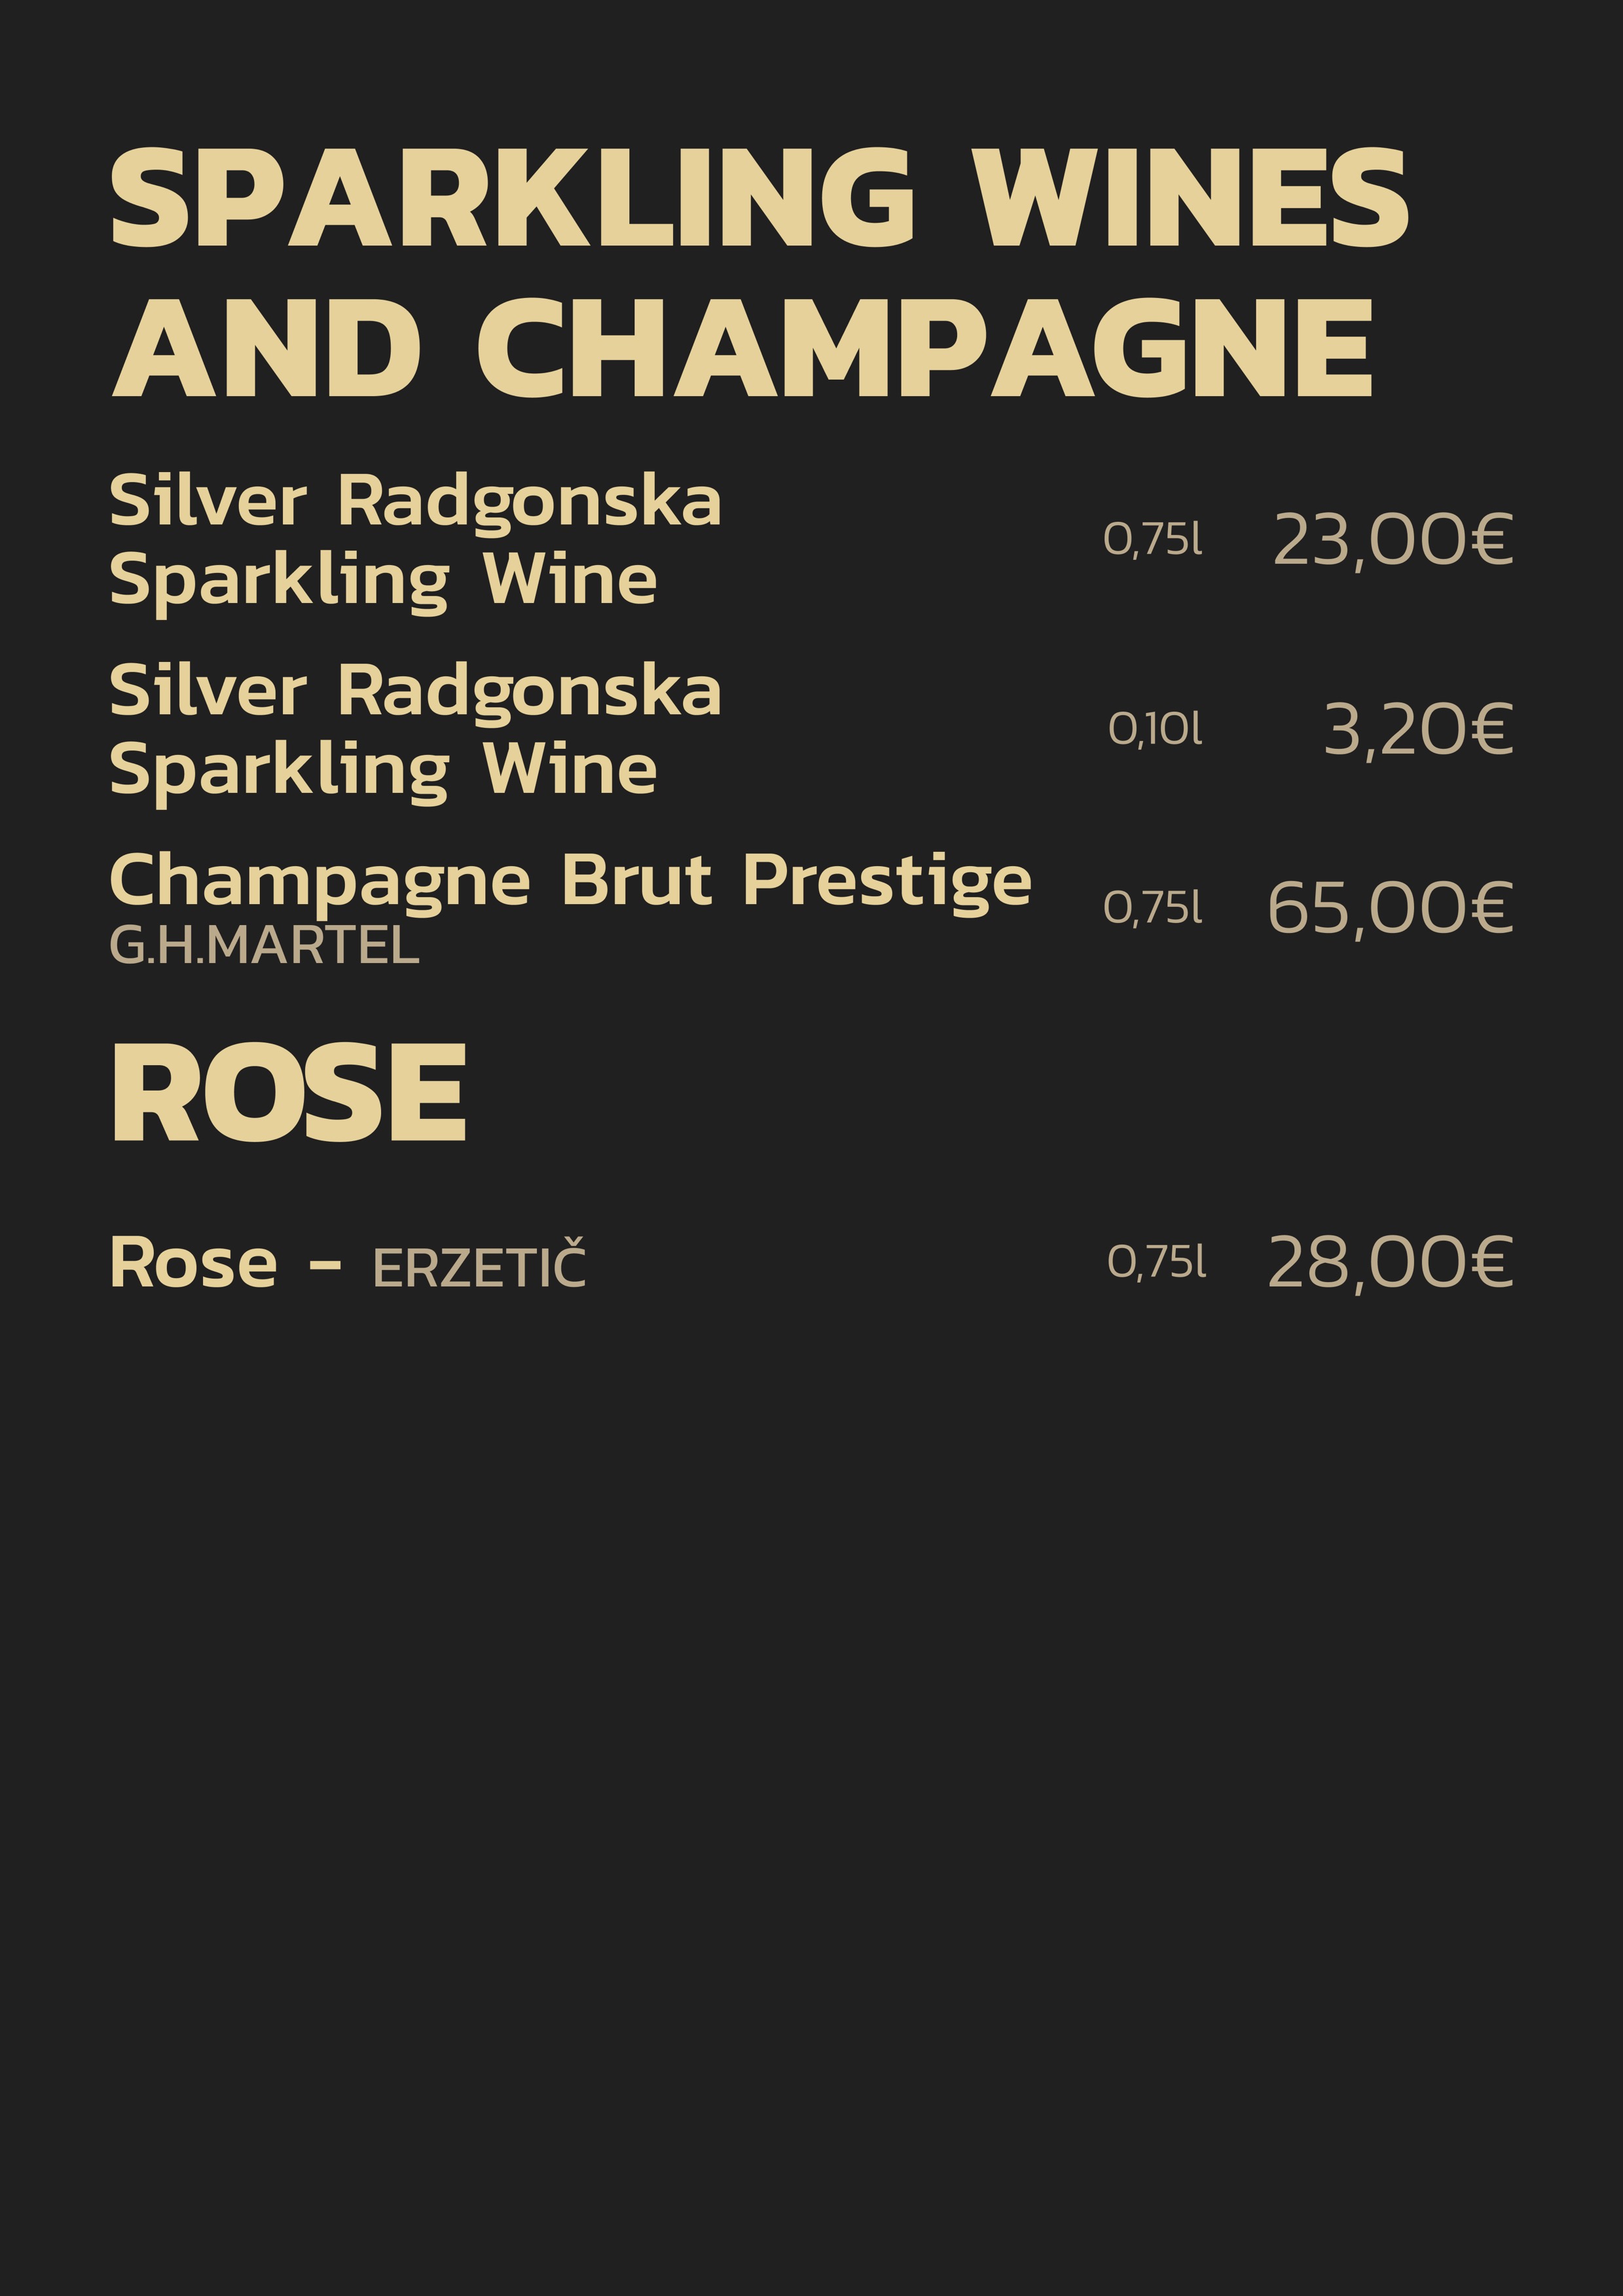 SPARKLING WINES
AND CHAMPAGNE
Silver Radgonska
Sparkling Wine 0,75l 23,00€
Silver Radgonska
Sparkling Wine 0,10l 3,20€
Champagne Brut Prestige 0,75l 65,00€
G.H.MARTEL
ROSE
Rose - ERZETIČ 0,75l 28,00€